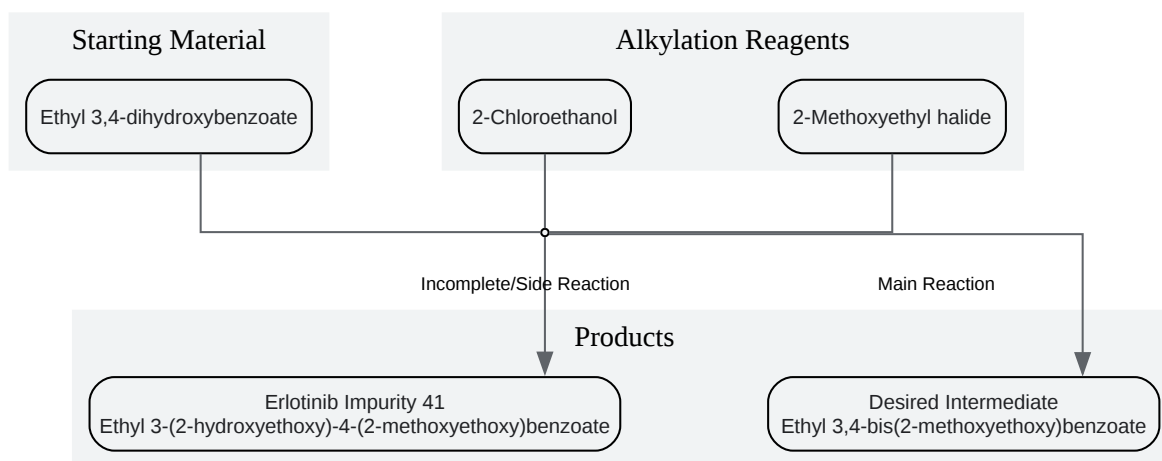 Starting Material
Alkylation Reagents
Ethyl 3,4-dihydroxybenzoate
2-Chloroethanol
2-Methoxyethyl halide
Incomplete/Side Reaction
Main Reaction
Products
Erlotinib Impurity 41
Ethyl 3-(2-hydroxyethoxy)-4-(2-methoxyethoxy)benzoate
Desired Intermediate
Ethyl 3,4-bis(2-methoxyethoxy)benzoate